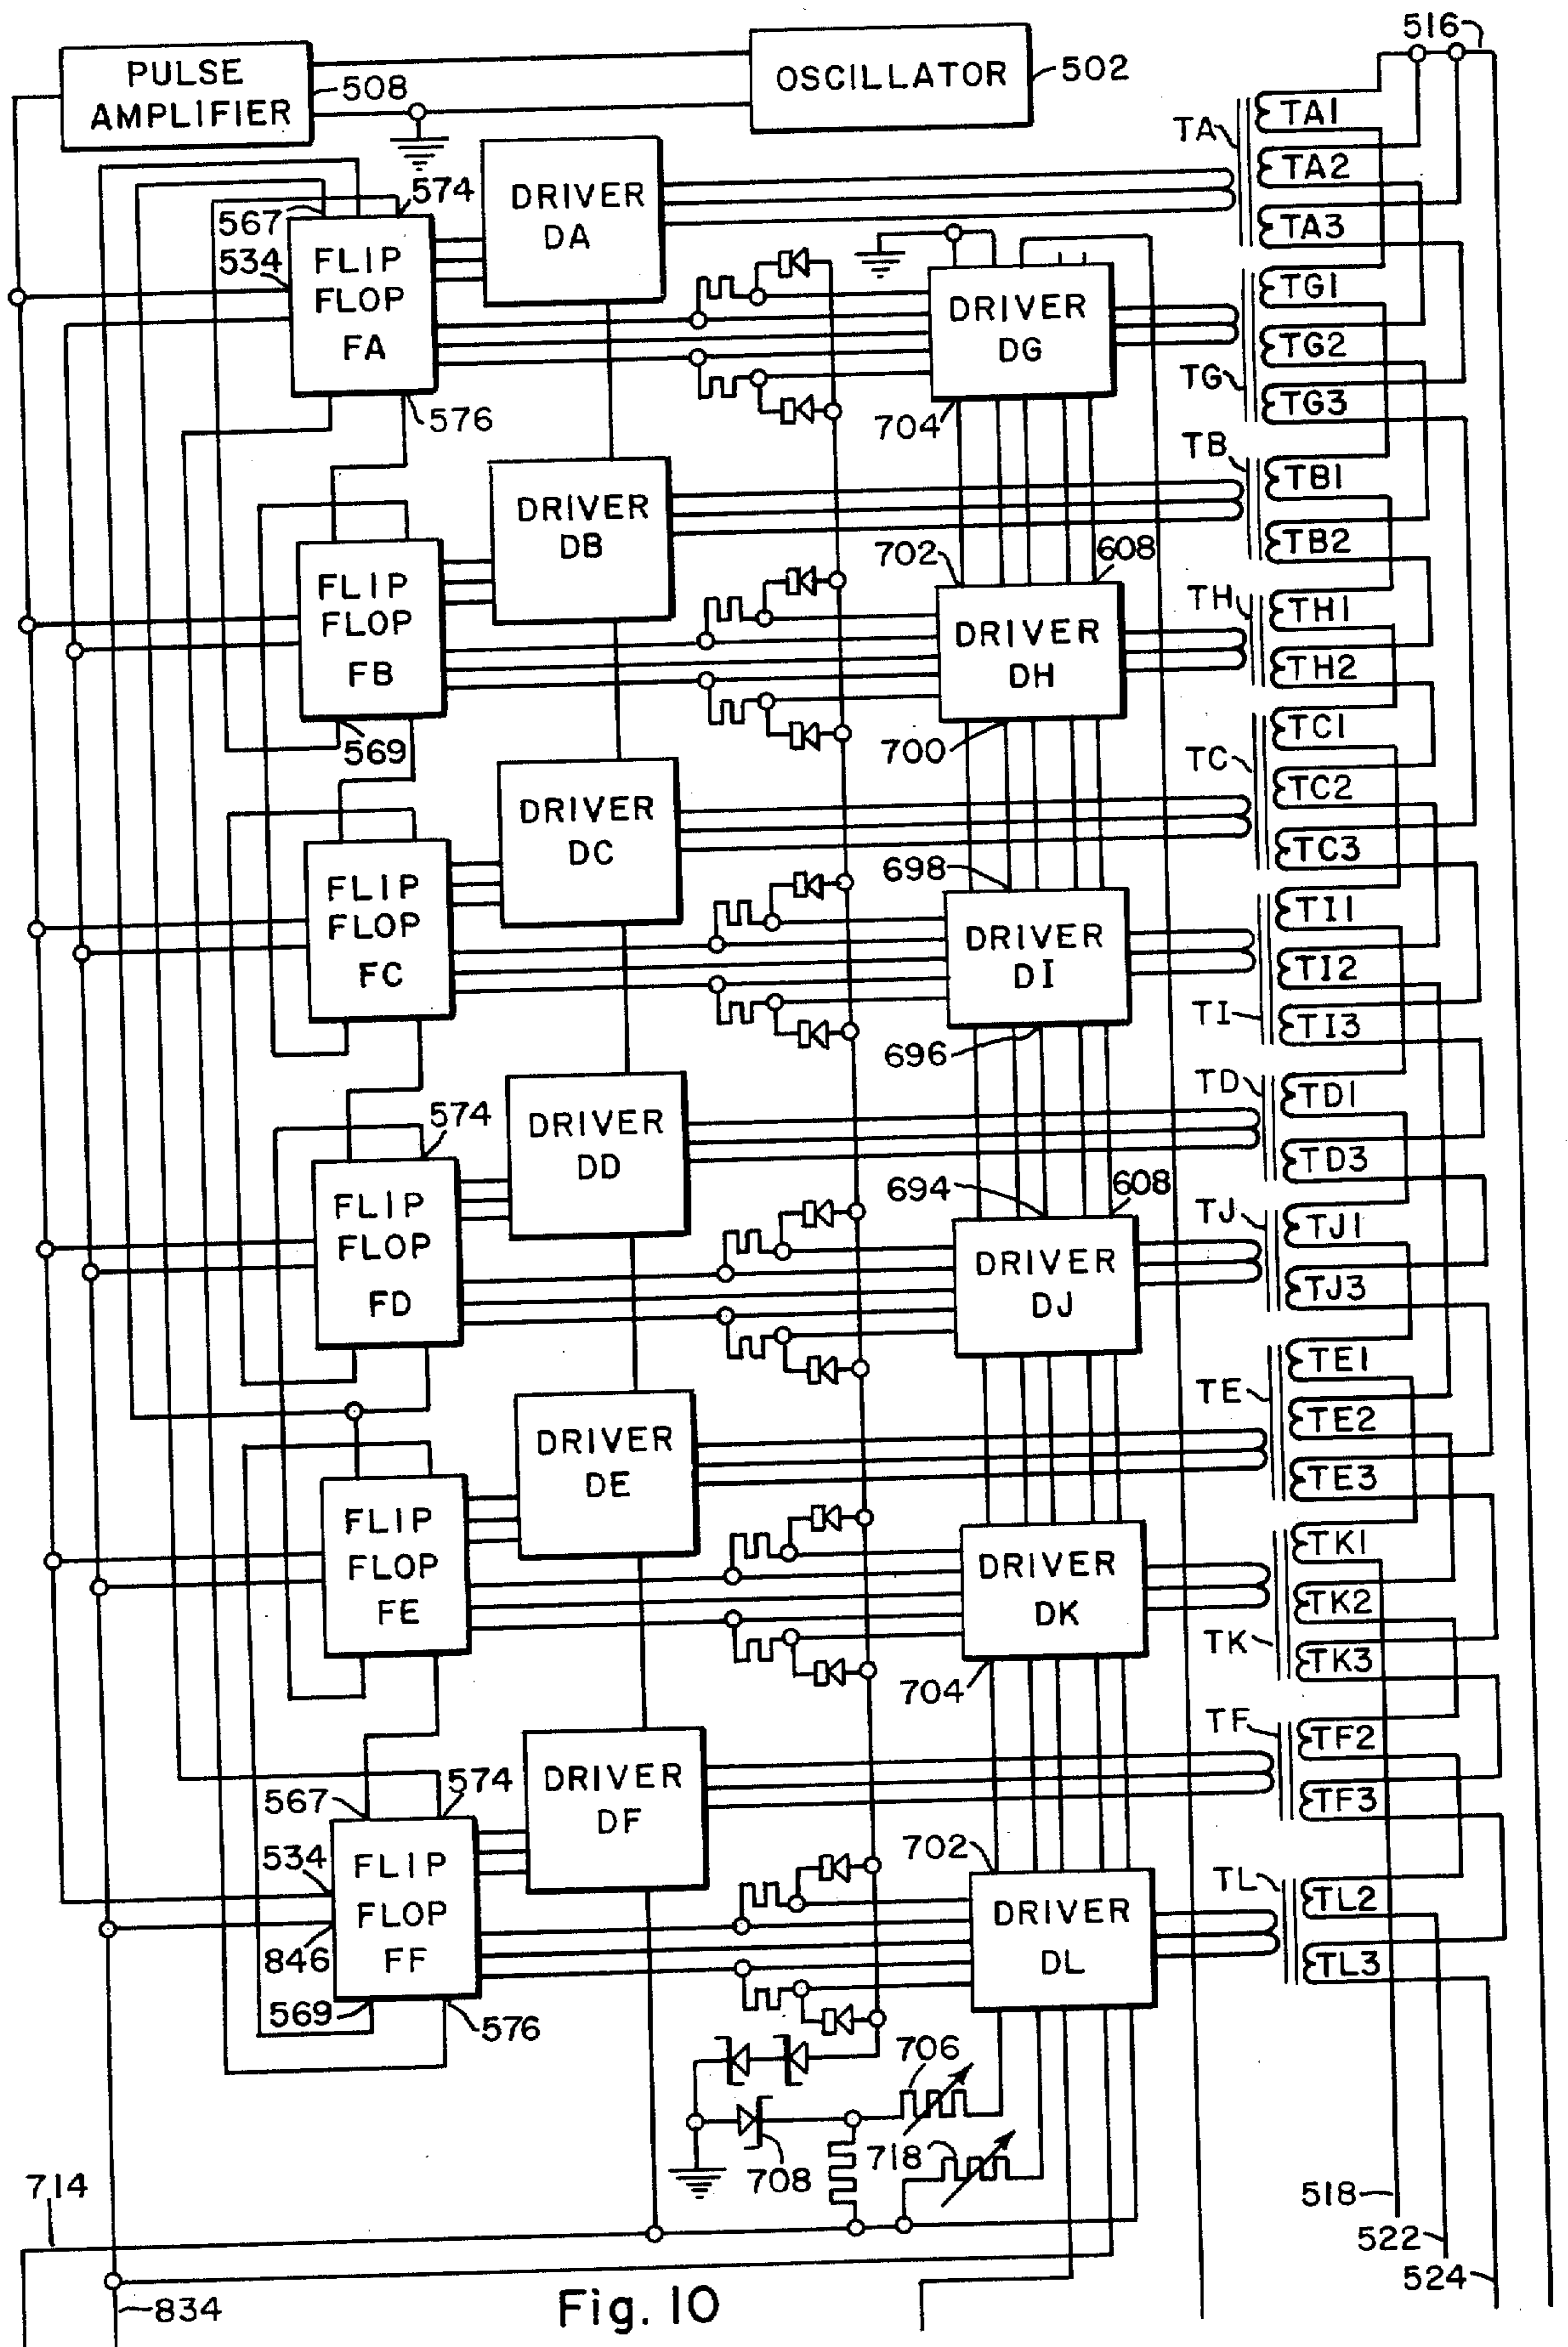 516
PULSE
AMPLIFIER
508
OSCILLATOR
502
TA
TA1
TA2
TA3
567
574
534
FLIP
FLOP
FA
576
DRIVER
DA
DRIVER
DG
704
TG
TG1
TG2
TG3
TB
TB1
TB2
DRIVER
DB
702
608
FLIP
FLOP
FB
569
DRIVER
DH
700
TH
TH1
TH2
TC
TC1
TC2
TC3
DRIVER
DC
698
FLIP
FLOP
FC
DRIVER
DI
696
TI
TI1
TI2
TI3
TD
TD1
TD3
574
DRIVER
DD
694
608
FLIP
FLOP
FD
DRIVER
DJ
TJ
TJ1
TJ3
TE
TE1
TE2
TE3
DRIVER
DE
FLIP
FLOP
FE
DRIVER
DK
704
TK
TK1
TK2
TK3
TF
TF2
TF3
567
574
DRIVER
DF
702
534
FLIP
FLOP
FF
846
569
576
DRIVER
DL
TL
TL2
TL3
706
708
718
714
518
522
524
834
Fig. 10